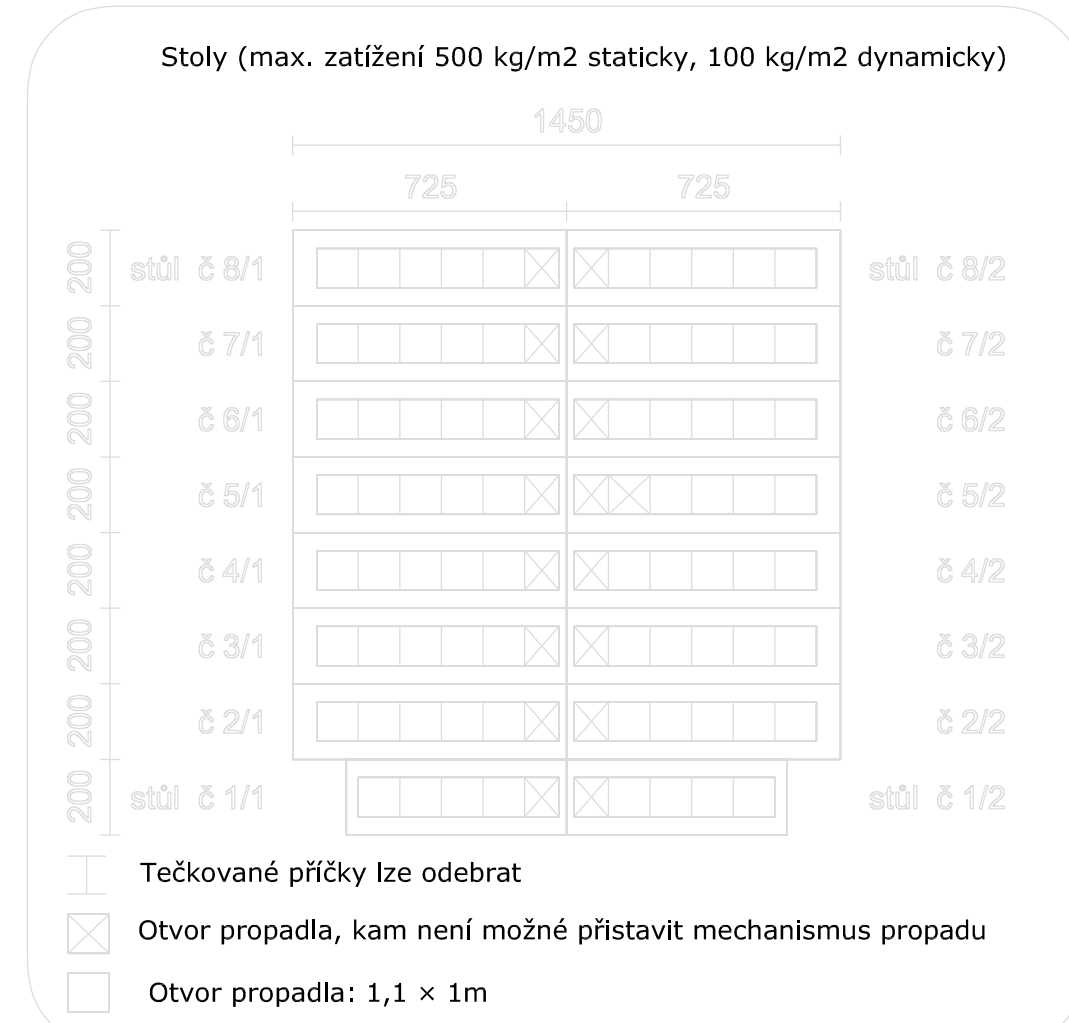 Stoly (max. zatížení 500 kg/m2 staticky, 100 kg/m2 dynamicky)
1450
725 725
200 stůl č 8/1 stůl č 8/2
200 č 7/1 č 7/2
200 č 6/1 č 6/2
200 č 5/1 č 5/2
200 č 4/1 č 4/2
200 č 3/1 č 3/2
200 č 2/1 č 2/2
200 stůl č 1/1 stůl č 1/2
Tečkované příčky lze odebrat
Otvor propadla, kam není možné přistavit mechanismus propadu
Otvor propadla: 1,1 × 1m